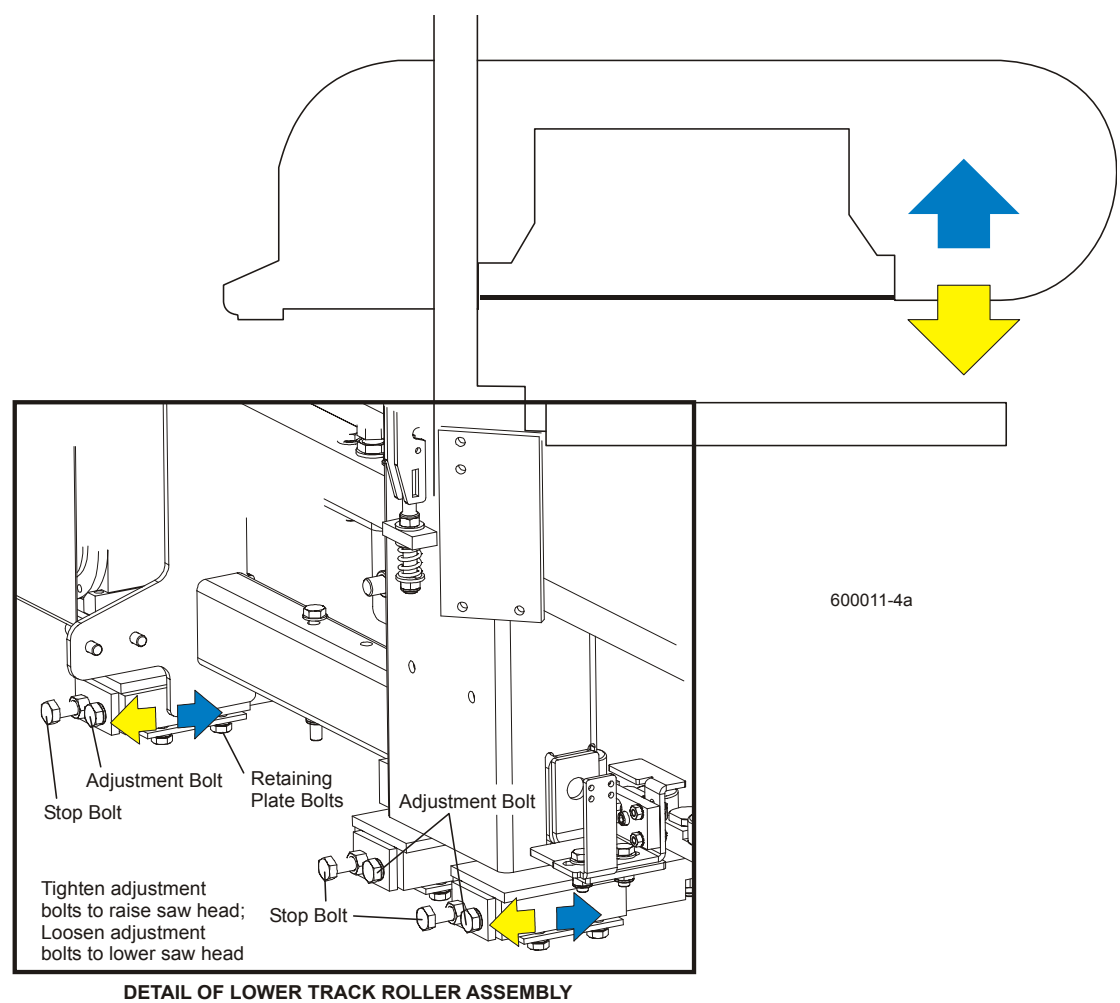 600011-4a
Adjustment Bolt
Stop Bolt
Retaining
Plate Bolts
Adjustment Bolt
Stop Bolt
Tighten adjustment
bolts to raise saw head;
Loosen adjustment
bolts to lower saw head
DETAIL OF LOWER TRACK ROLLER ASSEMBLY